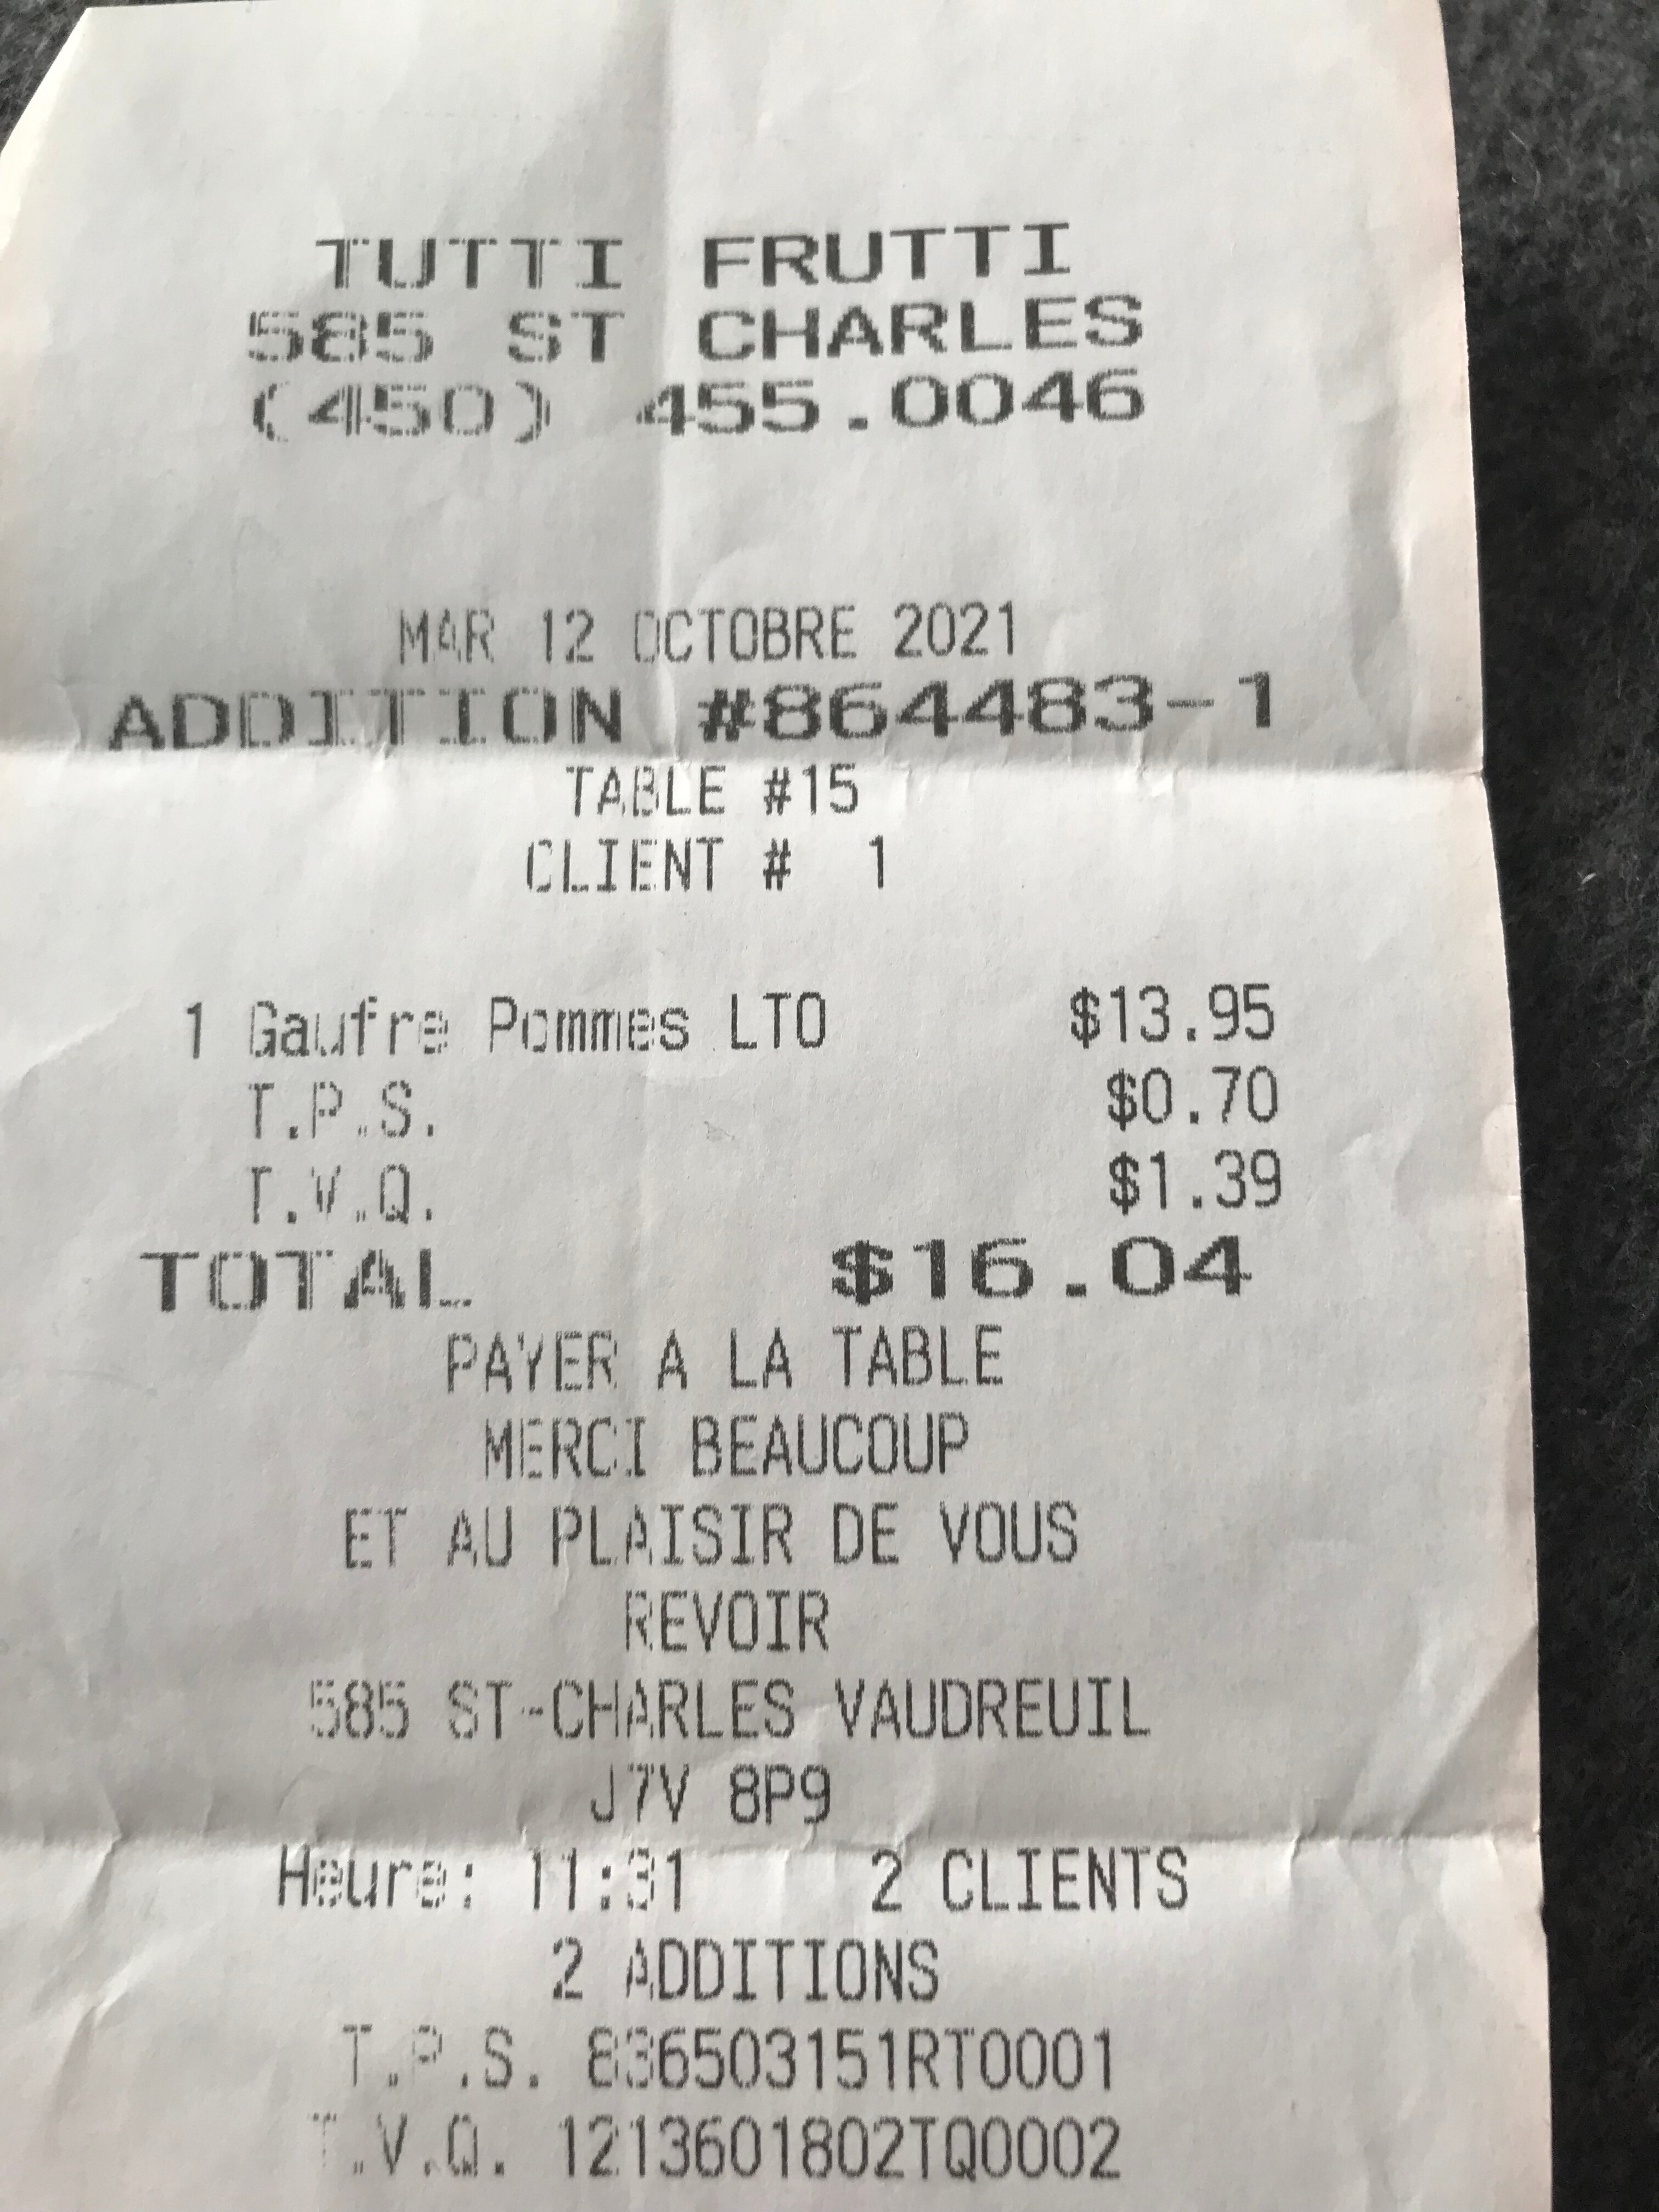 TUTTI FRUTTI
585 ST CHARLES
(450) 455.0046
MAR 12 OCTOBRE 2021
ADDITION #864483-1
TABLE #15
CLIENT # 1
1 Gaufre Pommes LTO $13.95
T.P.S. $0.70
T.V.Q. $1.39
TOTAL $16.04
PAYER A LA TABLE
MERCI BEAUCOUP
ET AU PLAISIR DE VOUS
REVOIR
585 ST-CHARLES VAUDREUIL
J7V 8P9
Heure: 11:31 2 CLIENTS
2 ADDITIONS
T.P.S. 836503151RT0001
T.V.Q. 1213601802TQ0002